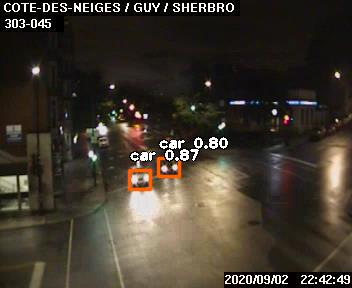 COTE-DES-NEIGES / GUY / SHERBRO
303-045
car 0.80
car 0.87
2020/09/02 22:42:49